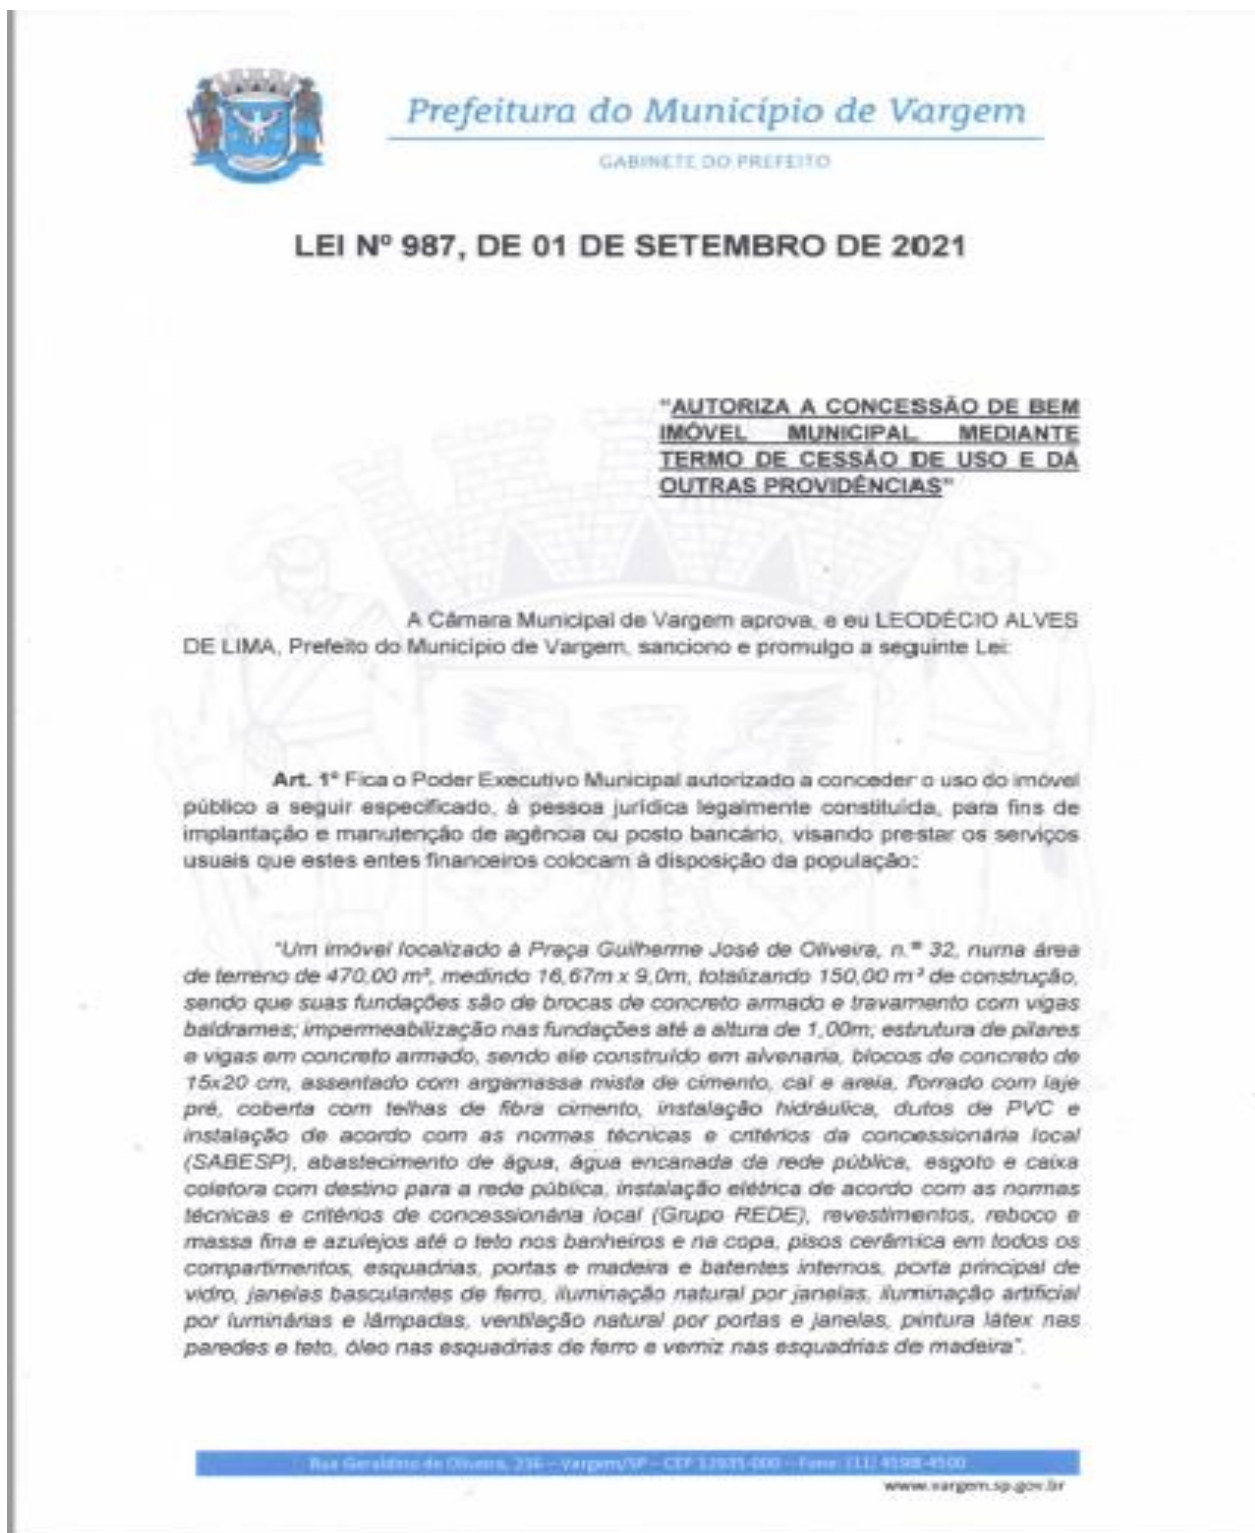 Prefeitura do Município de Vargem
GABINETE DO PREFEITO
LEI Nº 987, DE 01 DE SETEMBRO DE 2021
"AUTORIZA A CONCESSÃO DE BEM
IMÓVEL MUNICIPAL, MEDIANTE
TERMO DE CESSÃO DE USO E DÁ
OUTRAS PROVIDÊNCIAS"
A Câmara Municipal de Vargem aprova, e eu LEODÉCIO ALVES
DE LIMA, Prefeito do Município de Vargem, sanciono e promulgo a seguinte Lei:
Art. 1º Fica o Poder Executivo Municipal autorizado a conceder o uso do imóvel
público a seguir especificado, à pessoa jurídica legalmente constituída, para fins de
implantação e manutenção de agência ou posto bancário, visando prestar os serviços
usuais que estes entes financeiros colocam à disposição da população:
"Um imóvel localizado à Praça Guilherme José de Oliveira, n.º 32, numa área
de terreno de 470,00 m², medindo 16,67m x 9,0m, totalizando 150,00 m² de construção,
sendo que suas fundações são de brocas de concreto armado e travamento com vigas
baldrames; impermeabilização nas fundações até a altura de 1,00m; estrutura de pilares
e vigas em concreto armado, sendo ele construído em alvenaria, blocos de concreto de
15x20 cm, assentado com argamassa mista de cimento, cal e areia, forrado com laje
pré, coberta com telhas de fibra cimento, instalação hidráulica, dutos de PVC e
instalação de acordo com as normas técnicas e critérios da concessionária local
(SABESP), abastecimento de água, água encanada da rede pública, esgoto e caixa
coletora com destino para a rede pública, instalação elétrica de acordo com as normas
técnicas e critérios de concessionária local (Grupo REDE), revestimentos, reboco e
massa fina e azulejos até o teto nos banheiros e na copa, pisos cerâmica em todos os
compartimentos, esquadrias, portas e madeira e batentes internos, porta principal de
vidro, janelas basculantes de ferro, iluminação natural por janelas, iluminação artificial
por luminárias e lâmpadas, ventilação natural por portas e janelas, pintura látex nas
paredes e teto, óleo nas esquadrias de ferro e verniz nas esquadrias de madeira".
Rua Geraldino de Oliveira, 236 – Vargem/SP – CEP 12935-000 – Fone: (11) 4598-4500
www.vargem.sp.gov.br